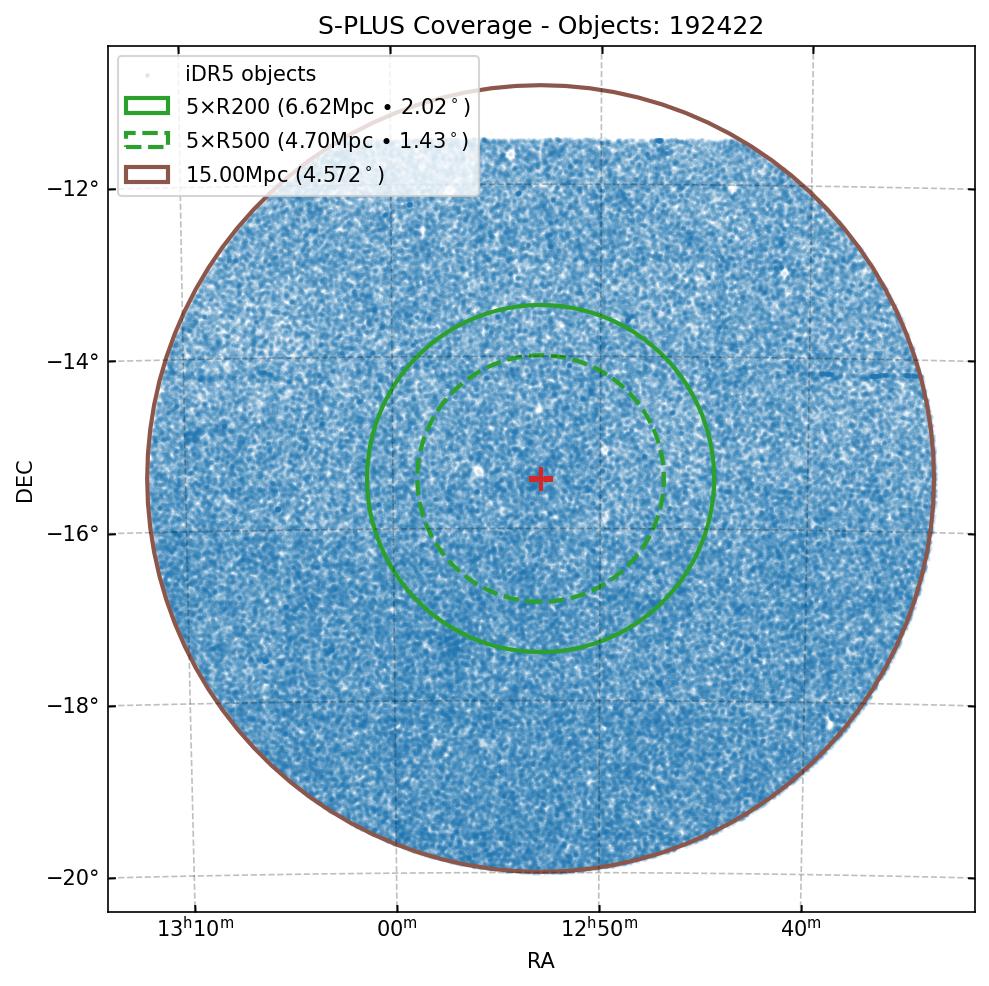 S-PLUS Coverage - Objects: 192422
iDR5 objects
5×R200 (6.62Mpc • 2.02°)
5×R500 (4.70Mpc • 1.43°)
15.00Mpc (4.572°)
−12°
−14°
−16°
−18°
−20°
DEC
13ʰ10ᵐ 00ᵐ 12ʰ50ᵐ 40ᵐ
RA